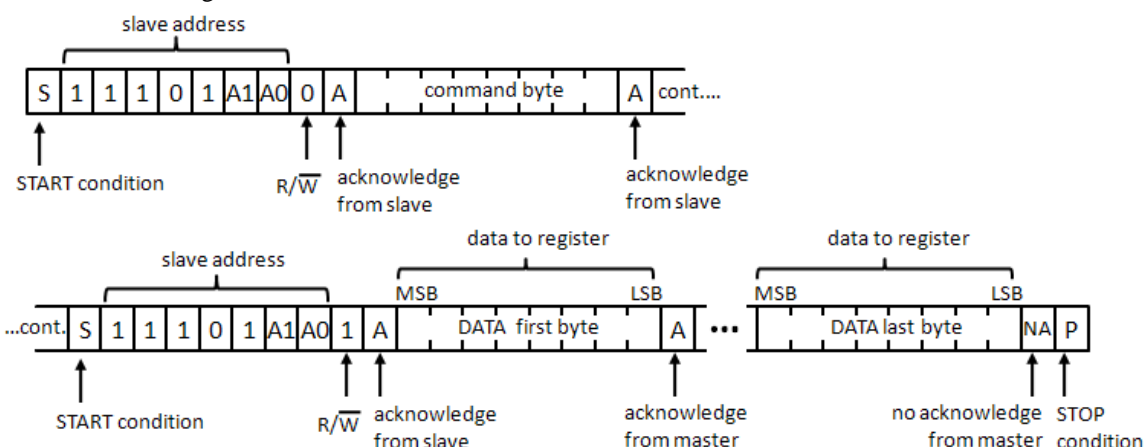 slave address
S 1 1 1 0 1 A1 A0 0 A command byte A cont....
START condition
R/W̅
acknowledge
from slave
acknowledge
from slave
data to register
data to register
slave address
MSB LSB MSB LSB
...cont. S 1 1 1 0 1 A1 A0 1 A DATA first byte A ••• DATA last byte NA P
START condition
R/W̅
acknowledge
from slave
acknowledge
from master
no acknowledge
from master
STOP
condition